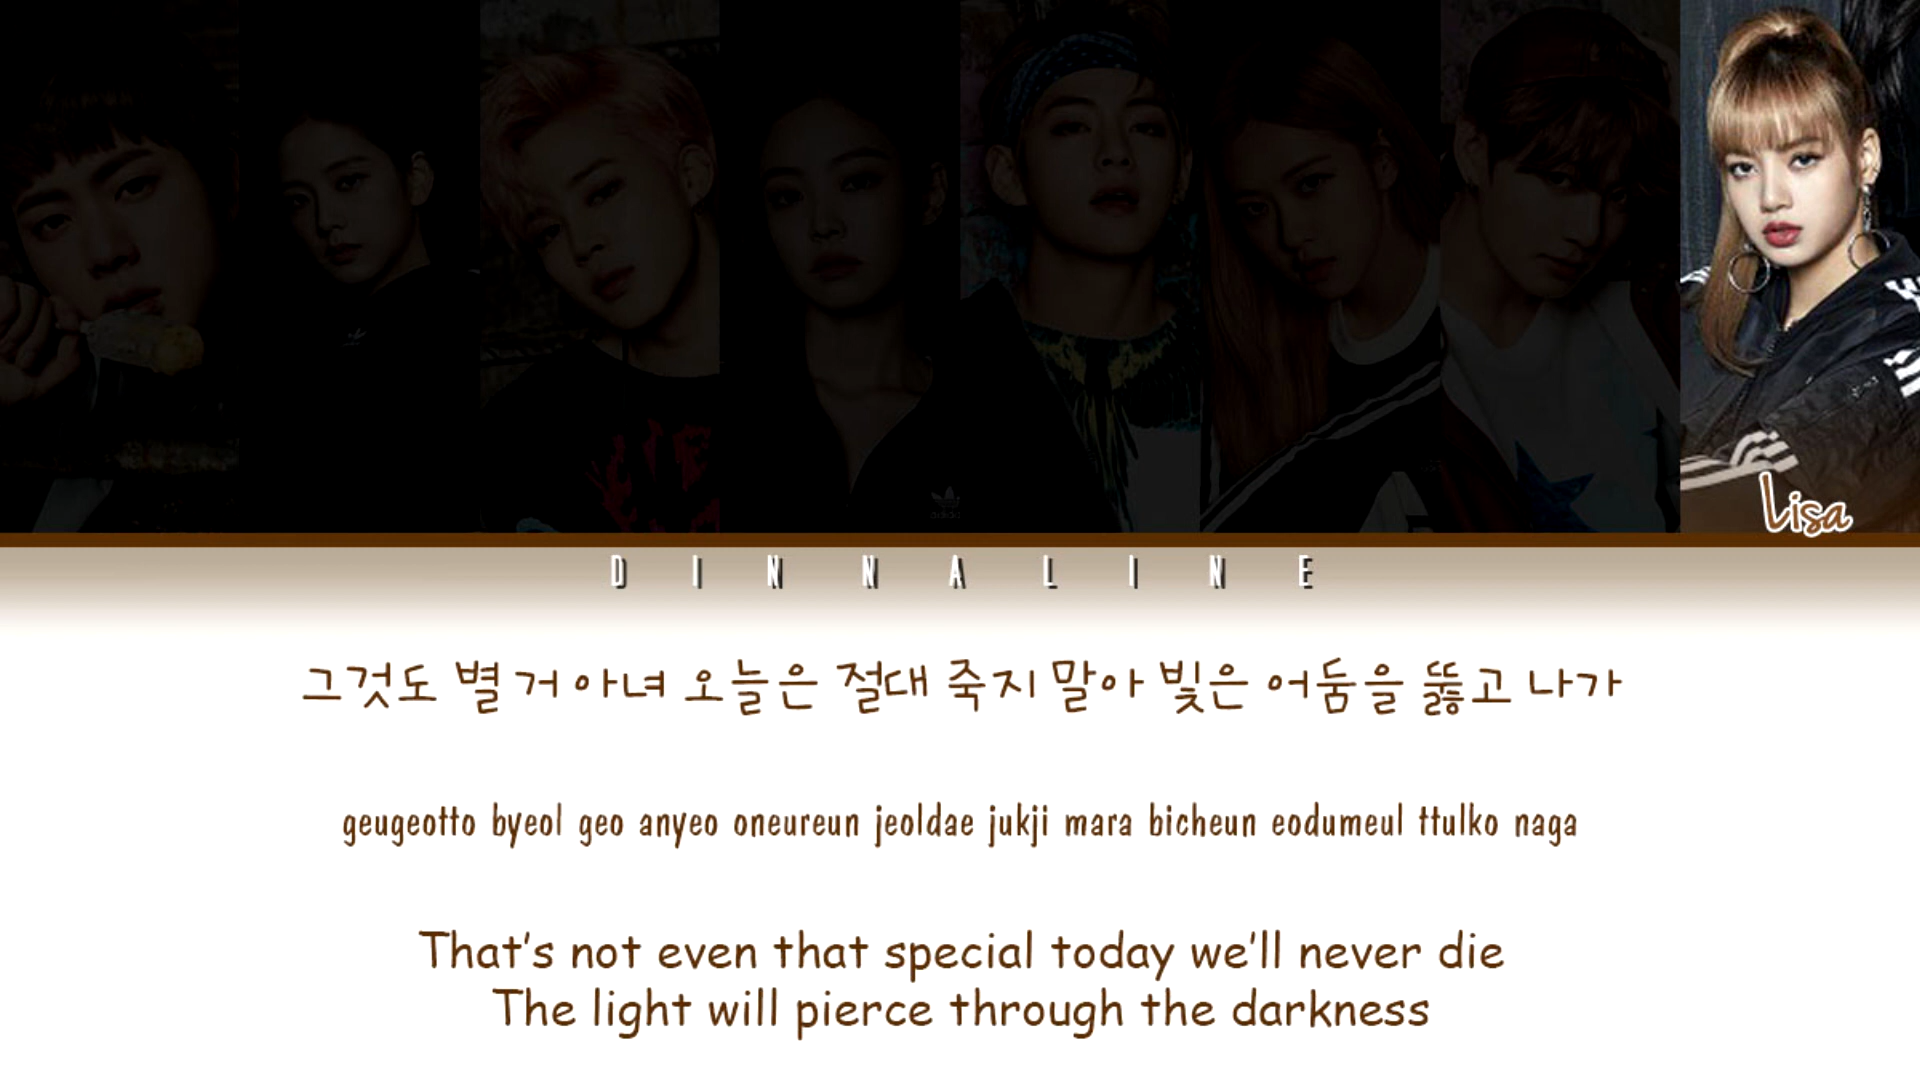 Lisa
DINNALINE
그것도 별 거 아녀 오늘은 절대 죽지 말아 빛은 어둠을 뚫고 나가
geugeotto byeol geo anyeo oneureun jeoldae jukji mara bicheun eodumeul ttulko naga
That's not even that special today we'll never die
The light will pierce through the darkness